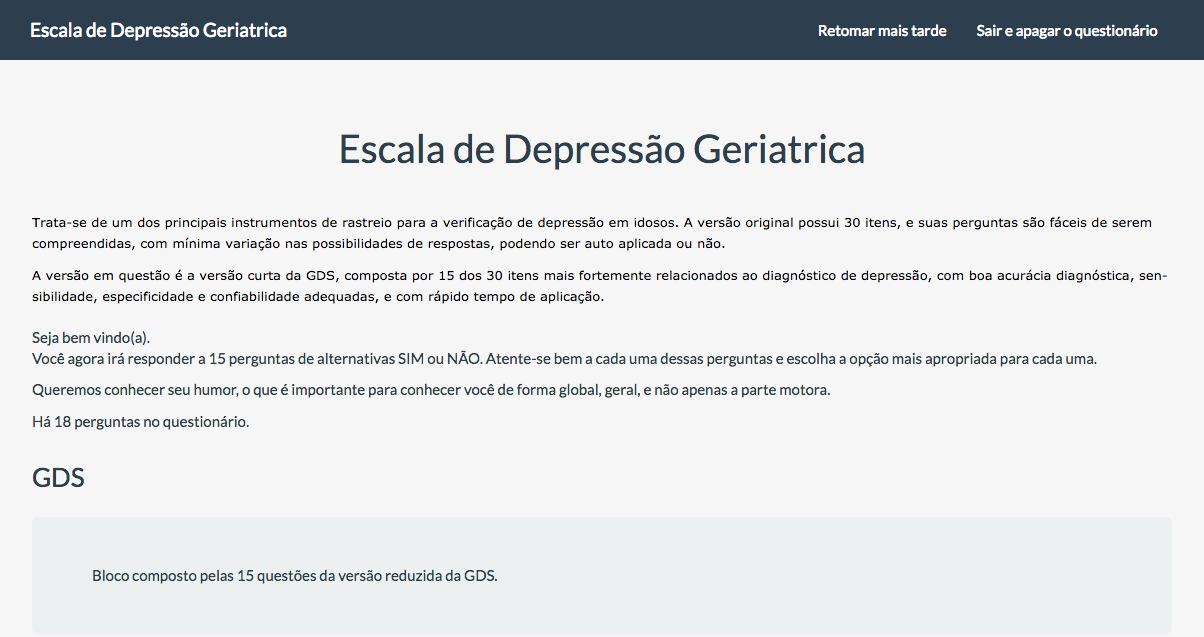 Escala de Depressão Geriatrica
Retomar mais tarde
Sair e apagar o questionário
Escala de Depressão Geriatrica
Trata-se de um dos principais instrumentos de rastreio para a verificação de depressão em idosos. A versão original possui 30 itens, e suas perguntas são fáceis de serem
compreendidas, com mínima variação nas possibilidades de respostas, podendo ser auto aplicada ou não.
A versão em questão é a versão curta da GDS, composta por 15 dos 30 itens mais fortemente relacionados ao diagnóstico de depressão, com boa acurácia diagnóstica, sen-
sibilidade, especificidade e confiabilidade adequadas, e com rápido tempo de aplicação.
Seja bem vindo(a).
Você agora irá responder a 15 perguntas de alternativas SIM ou NÃO. Atente-se bem a cada uma dessas perguntas e escolha a opção mais apropriada para cada uma.
Queremos conhecer seu humor, o que é importante para conhecer você de forma global, geral, e não apenas a parte motora.
Há 18 perguntas no questionário.
GDS
Bloco composto pelas 15 questões da versão reduzida da GDS.